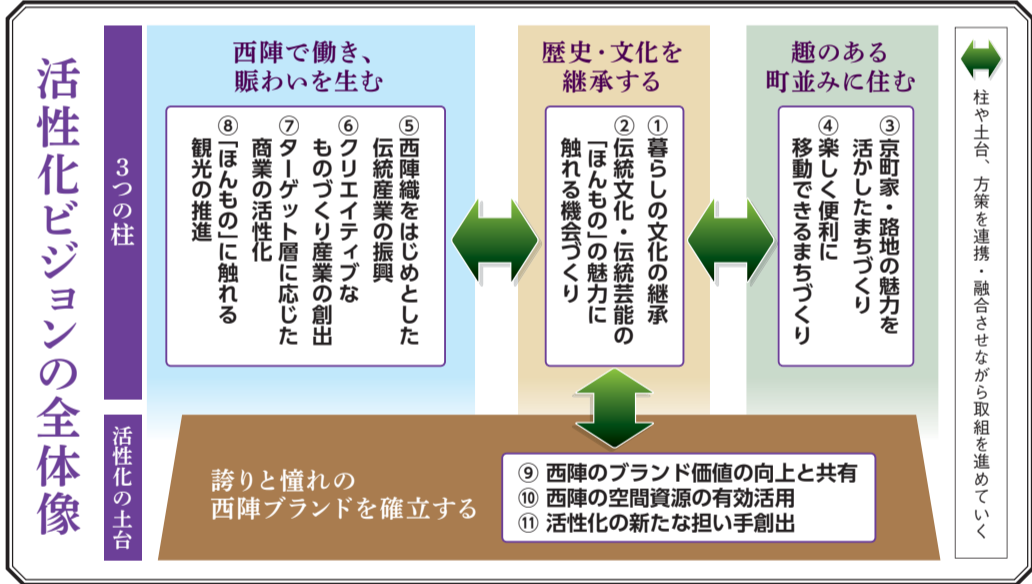 活性化ビジョンの全体像
3つの柱
西陣で働き、
賑わいを生む
⑤西陣織をはじめとした
伝統産業の振興
⑥クリエイティブな
ものづくり産業の創出
⑦ターゲット層に応じた
商業の活性化
⑧「ほんもの」に触れる
観光の推進
歴史・文化を
継承する
①暮らしの文化の継承
②伝統文化・伝統芸能の
「ほんもの」の魅力に
触れる機会づくり
趣のある
町並みに住む
③京町家・路地の魅力を
活かしたまちづくり
④楽しく便利に
移動できるまちづくり
活性化の土台
誇りと憧れの
西陣ブランドを確立する
⑨ 西陣のブランド価値の向上と共有
⑩ 西陣の空間資源の有効活用
⑪ 活性化の新たな担い手創出
柱や土台、方策を連携・融合させながら取組を進めていく